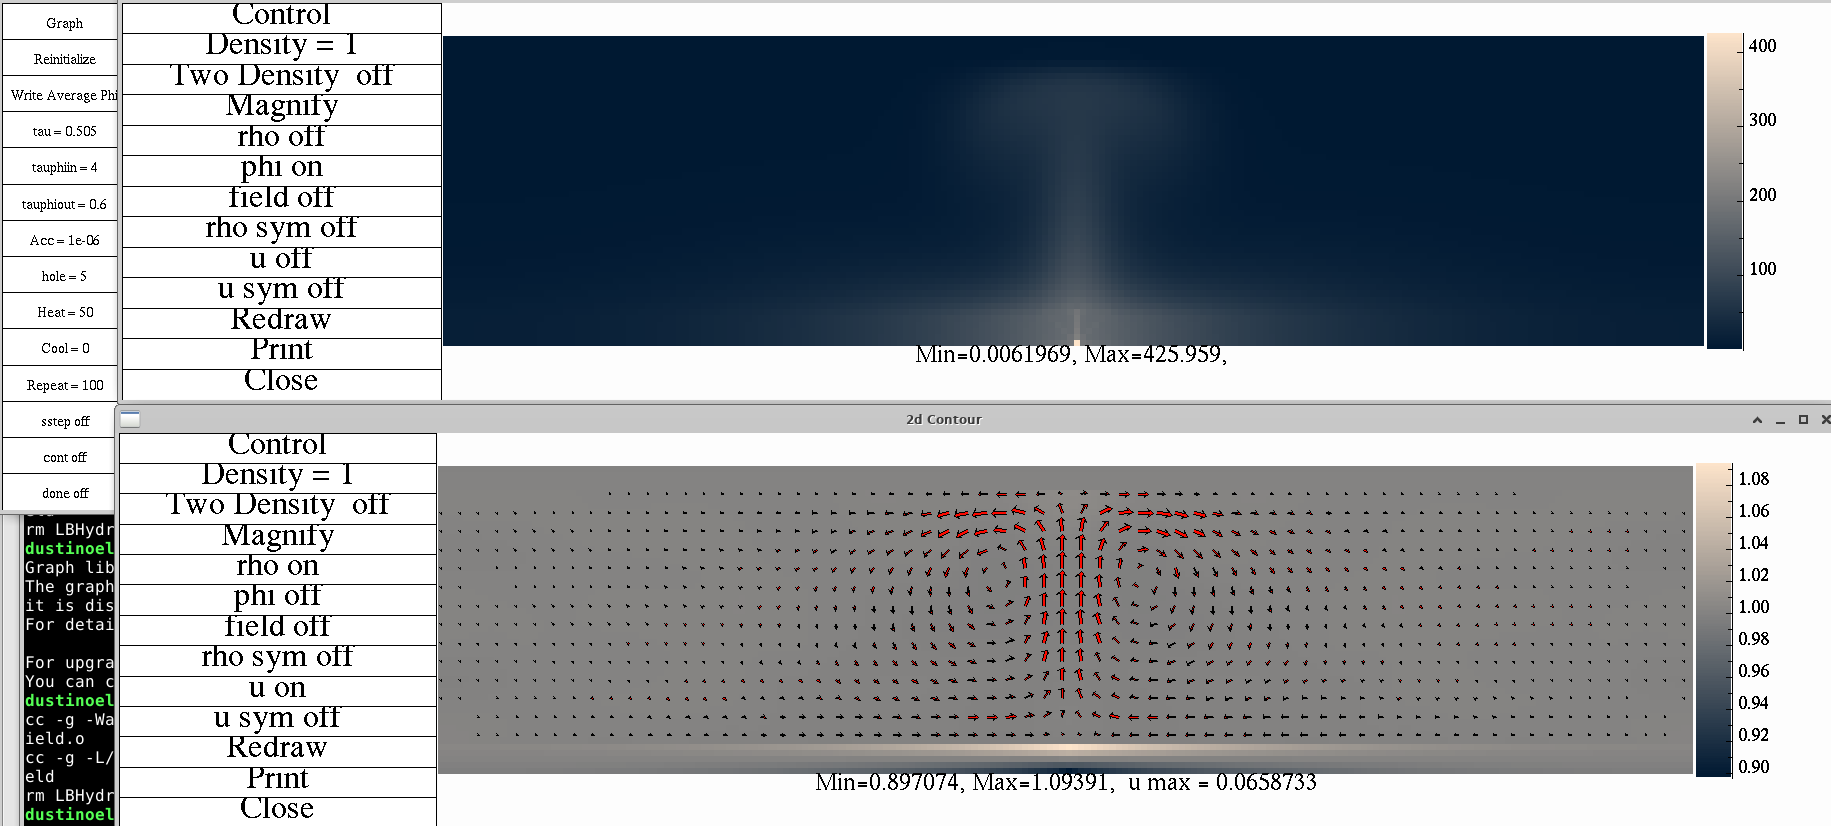 Graph
Reinitialize
Write Average Phi
tau = 0.505
tauphiin = 4
tauphiout = 0.6
Acc = 1e-06
hole = 5
Heat = 50
Cool = 0
Repeat = 100
sstep off
cont off
done off
Control
Density = 1
Two Density off
Magnify
rho off
phi on
field off
rho sym off
u off
u sym off
Redraw
Print
Close
400
300
200
100
Min=0.0061969, Max=425.959,
2d Contour
Control
Density = 1
Two Density off
Magnify
rho on
phi off
field off
rho sym off
u on
u sym off
Redraw
Print
Close
1.08
1.06
1.04
1.02
1.00
0.98
0.96
0.94
0.92
0.90
Min=0.897074, Max=1.09391, u max = 0.0658733
rm LBHydr
dustinoel
Graph lib
The graph
it is dis
For detai
For upgra
You can c
dustinoel
cc -g -Wa
ield.o
cc -g -L/
eld
rm LBHydr
dustinoel